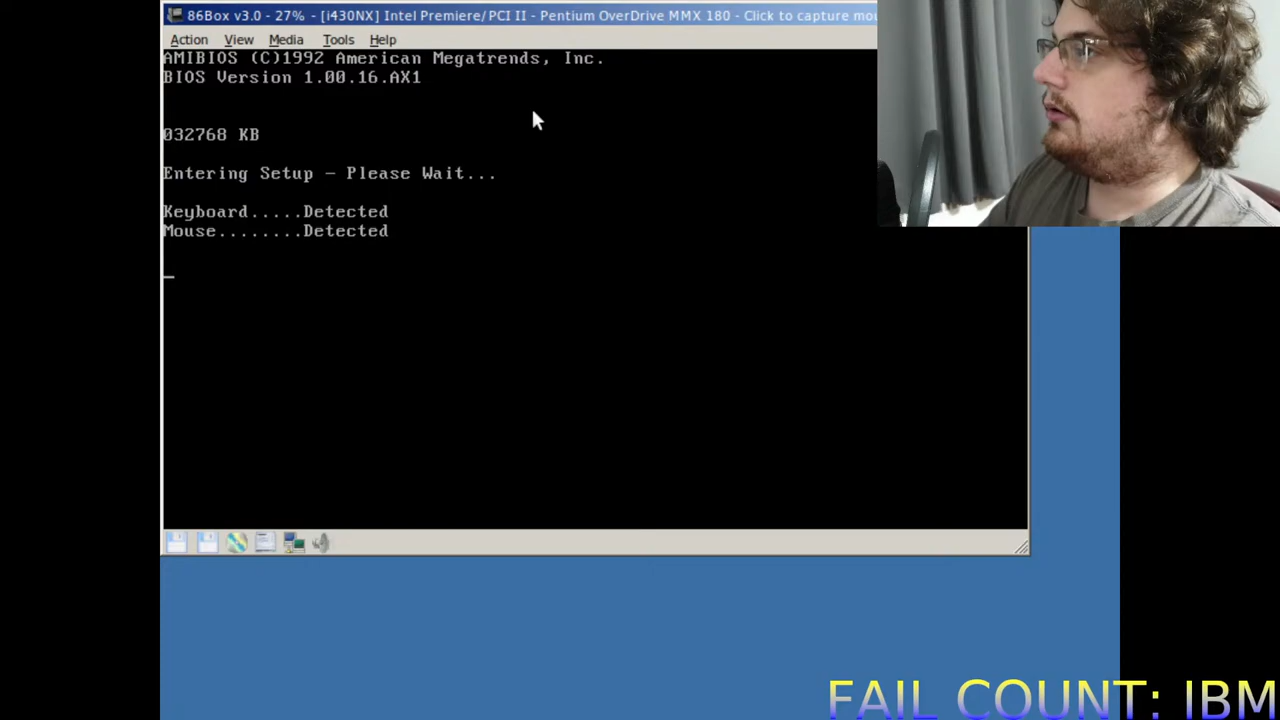 86Box v3.0 - 27% - [i430NX] Intel Premiere/PCI II - Pentium OverDrive MMX 180 - Click to capture mou
Action View Media Tools Help
AMIBIOS (C)1992 American Megatrends, Inc.
BIOS Version 1.00.16.AX1
032768 KB
Entering Setup - Please Wait...
Keyboard.....Detected
Mouse........Detected
FAIL COUNT: IBM